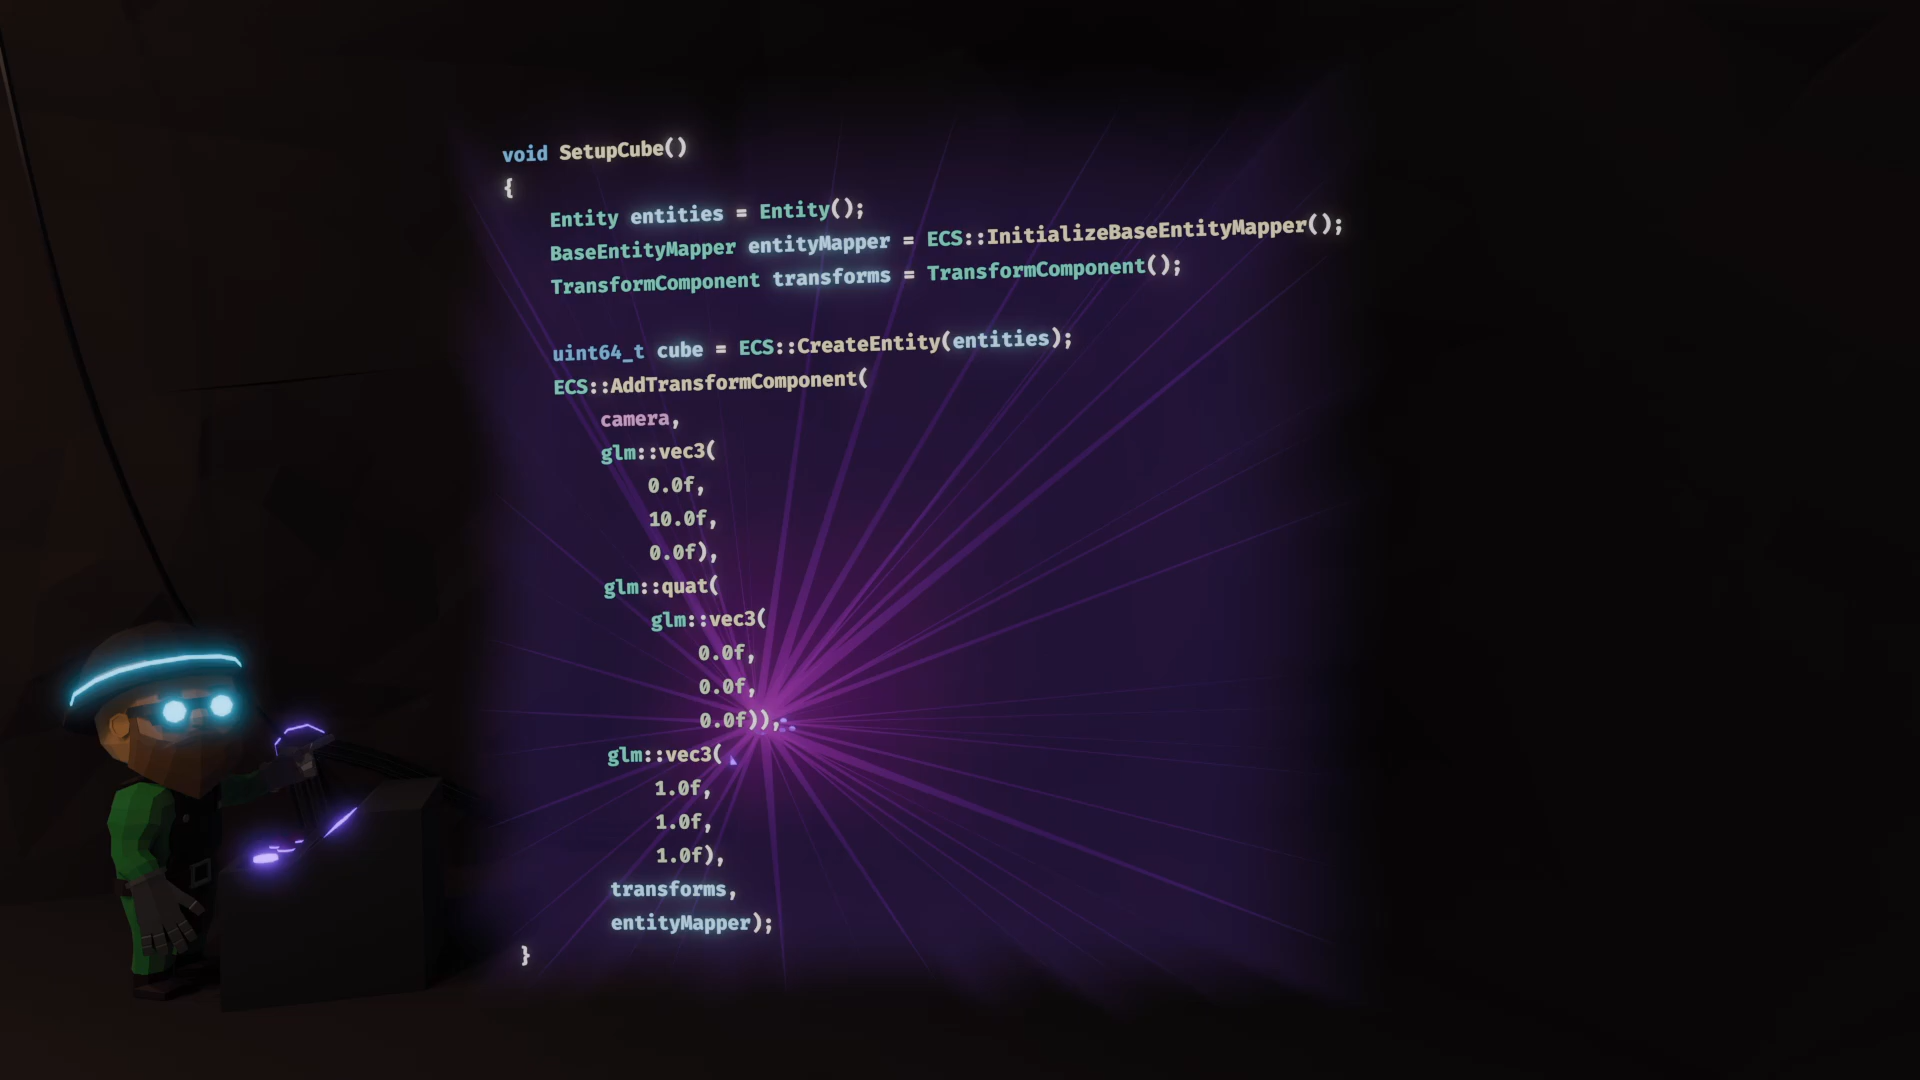 void SetupCube()
{
Entity entities = Entity();
BaseEntityMapper entityMapper = ECS::InitializeBaseEntityMapper();
TransformComponent transforms = TransformComponent();
uint64_t cube = ECS::CreateEntity(entities);
ECS::AddTransformComponent(
camera,
glm::vec3(
0.0f,
10.0f,
0.0f),
glm::quat(
glm::vec3(
0.0f,
0.0f,
0.0f)),
glm::vec3(
1.0f,
1.0f,
1.0f),
transforms,
entityMapper);
}